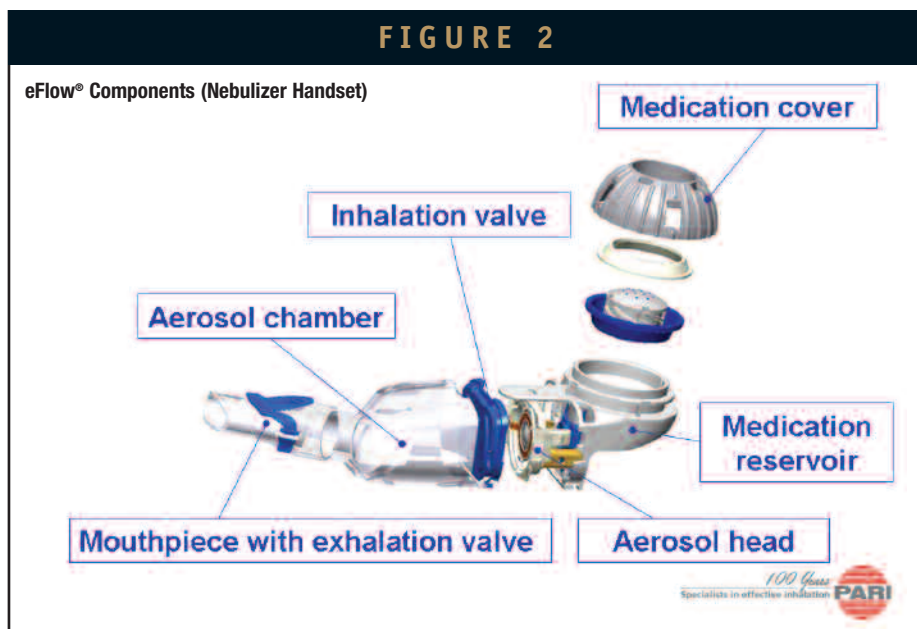 FIGURE 2
eFlow® Components (Nebulizer Handset)
Medication cover
Inhalation valve
Aerosol chamber
Medication
reservoir
Mouthpiece with exhalation valve
Aerosol head
100 Years
Specialists in effective inhalation
PARI